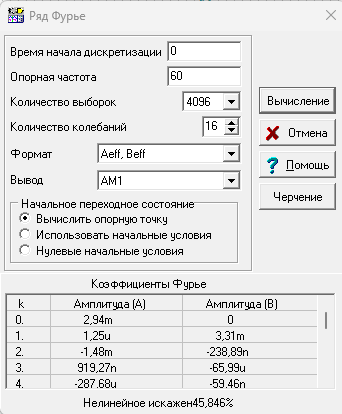 Ряд Фурье
Время начала дискретизации 0
Опорная частота 60
Количество выборок 4096
Вычисление
Количество колебаний 16
Отмена
Формат Aeff, Beff
Помощь
Вывод AM1
Черчение
Начальное переходное состояние
Вычислить опорную точку
Использовать начальные условия
Нулевые начальные условия
Коэффициенты Фурье
k Амплитуда (A) Амплитуда (B)
0. 2,94m 0
1. 1,25u 3,31m
2. -1,48m -238,89n
3. 919,27n -65,99u
4. -287,68u -59,46n
Нелинейное искажен45,846%